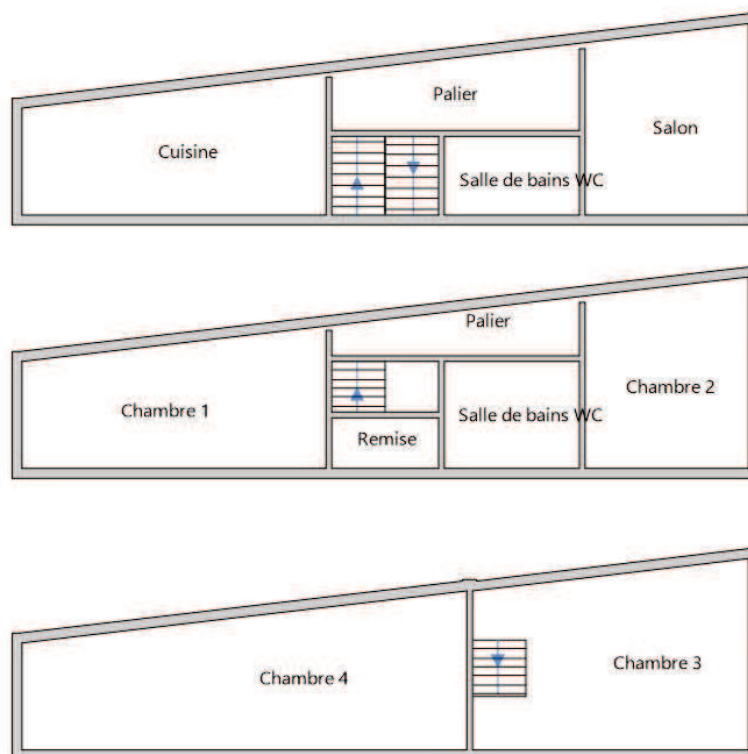 Palier
Cuisine
Salon
Salle de bains WC
Palier
Chambre 1
Chambre 2
Salle de bains WC
Remise
Chambre 4
Chambre 3